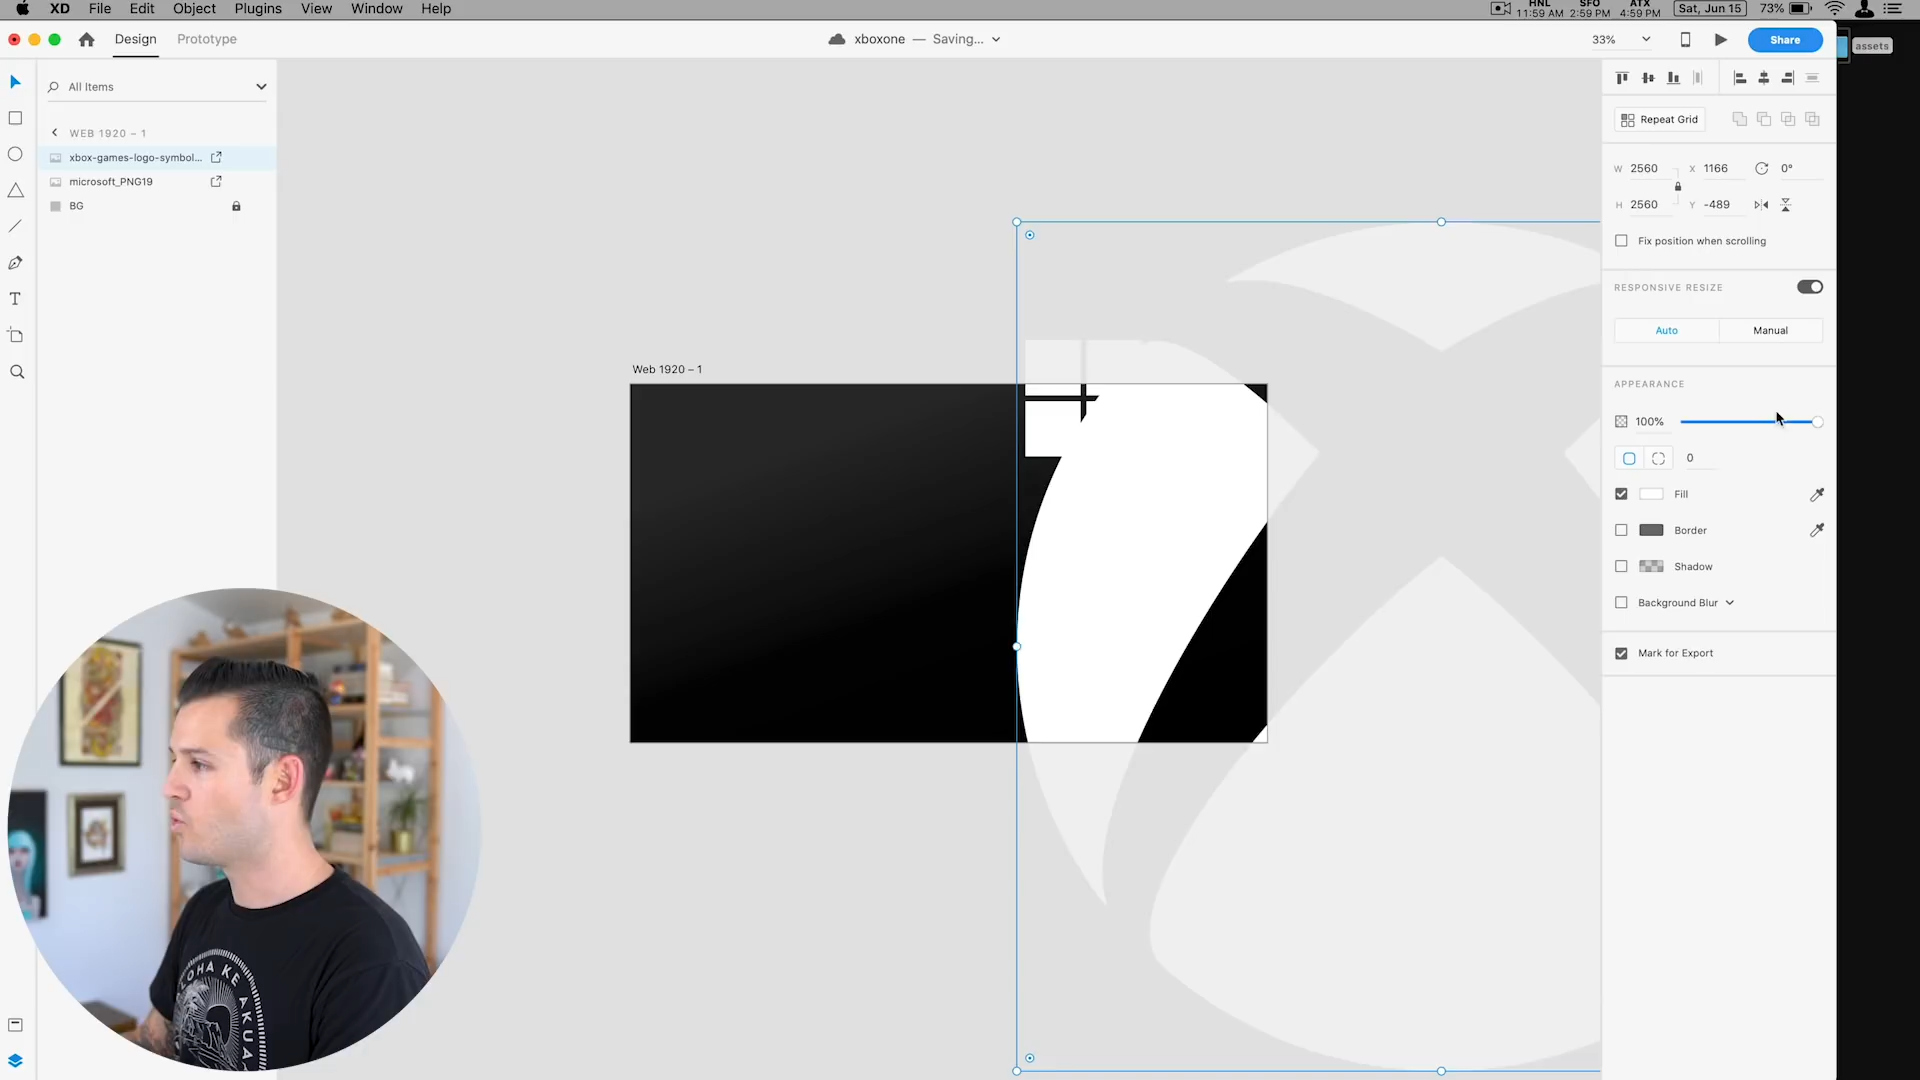 XD File Edit Object Plugins View Window Help
HNL SFO ATX
11:59 AM 2:59 PM 4:59 PM
Sat, Jun 15 73%
Design Prototype
xboxone — Saving...
33%
Share
assets
All Items
WEB 1920 – 1
xbox-games-logo-symbol...
microsoft_PNG19
BG
Web 1920 – 1
Repeat Grid
W 2560 X 1166 0°
H 2560 Y -489
Fix position when scrolling
RESPONSIVE RESIZE
Auto Manual
APPEARANCE
100%
0
Fill
Border
Shadow
Background Blur
Mark for Export
OHA KE AKUA